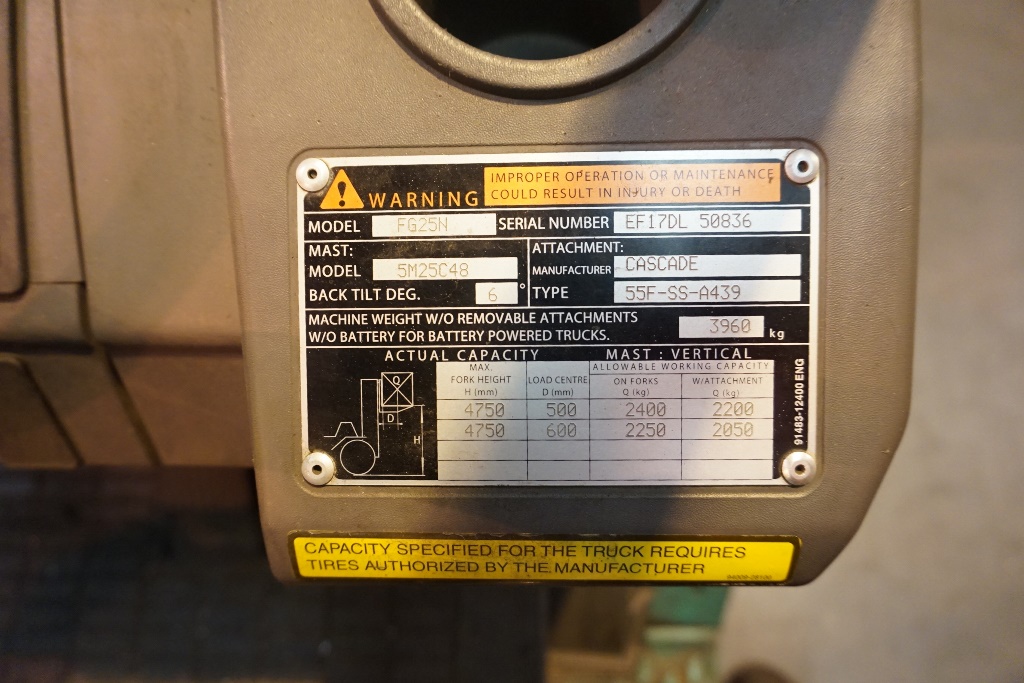 WARNING
IMPROPER OPERATION OR MAINTENANCE
COULD RESULT IN INJURY OR DEATH
MODEL FG25N SERIAL NUMBER EF17DL 50836
MAST:
MODEL 5M25C48
BACK TILT DEG. 6°
ATTACHMENT:
MANUFACTURER CASCADE
TYPE 55F-SS-A439
MACHINE WEIGHT W/O REMOVABLE ATTACHMENTS
W/O BATTERY FOR BATTERY POWERED TRUCKS. 3960 kg
ACTUAL CAPACITY MAST : VERTICAL
MAX.
FORK HEIGHT
H (mm)
LOAD CENTRE
D (mm)
ALLOWABLE WORKING CAPACITY
ON FORKS
Q (kg)
W/ATTACHMENT
Q (kg)
4750 500 2400 2200
4750 600 2250 2050
Q
D
H
91483-12400 ENG
CAPACITY SPECIFIED FOR THE TRUCK REQUIRES
TIRES AUTHORIZED BY THE MANUFACTURER